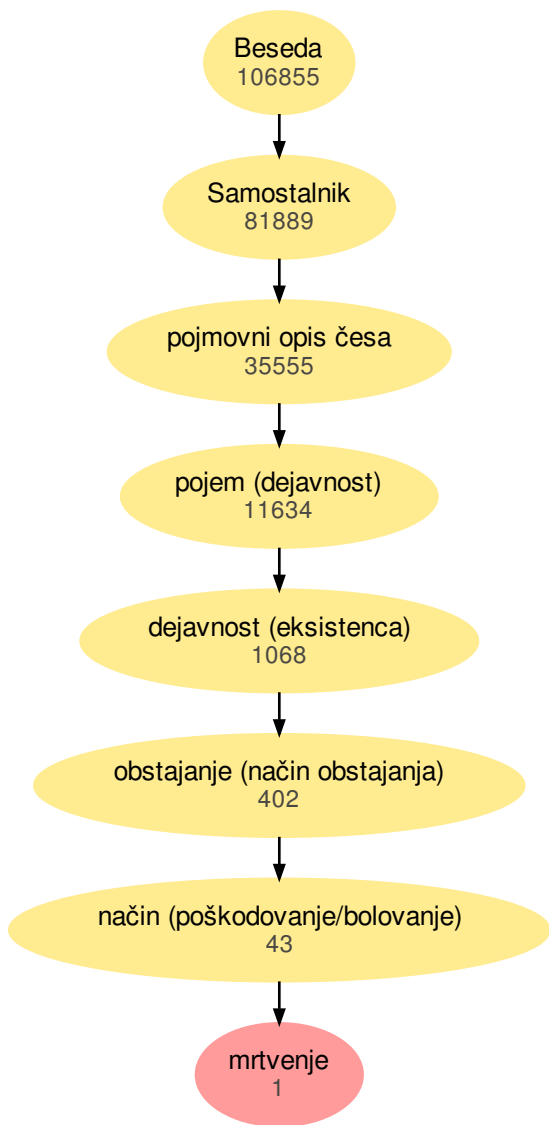 Beseda
106855
Samostalnik
81889
pojmovni opis česa
35555
pojem (dejavnost)
11634
dejavnost (eksistenca)
1068
obstajanje (način obstajanja)
402
način (poškodovanje/bolovanje)
43
mrtvenje
1